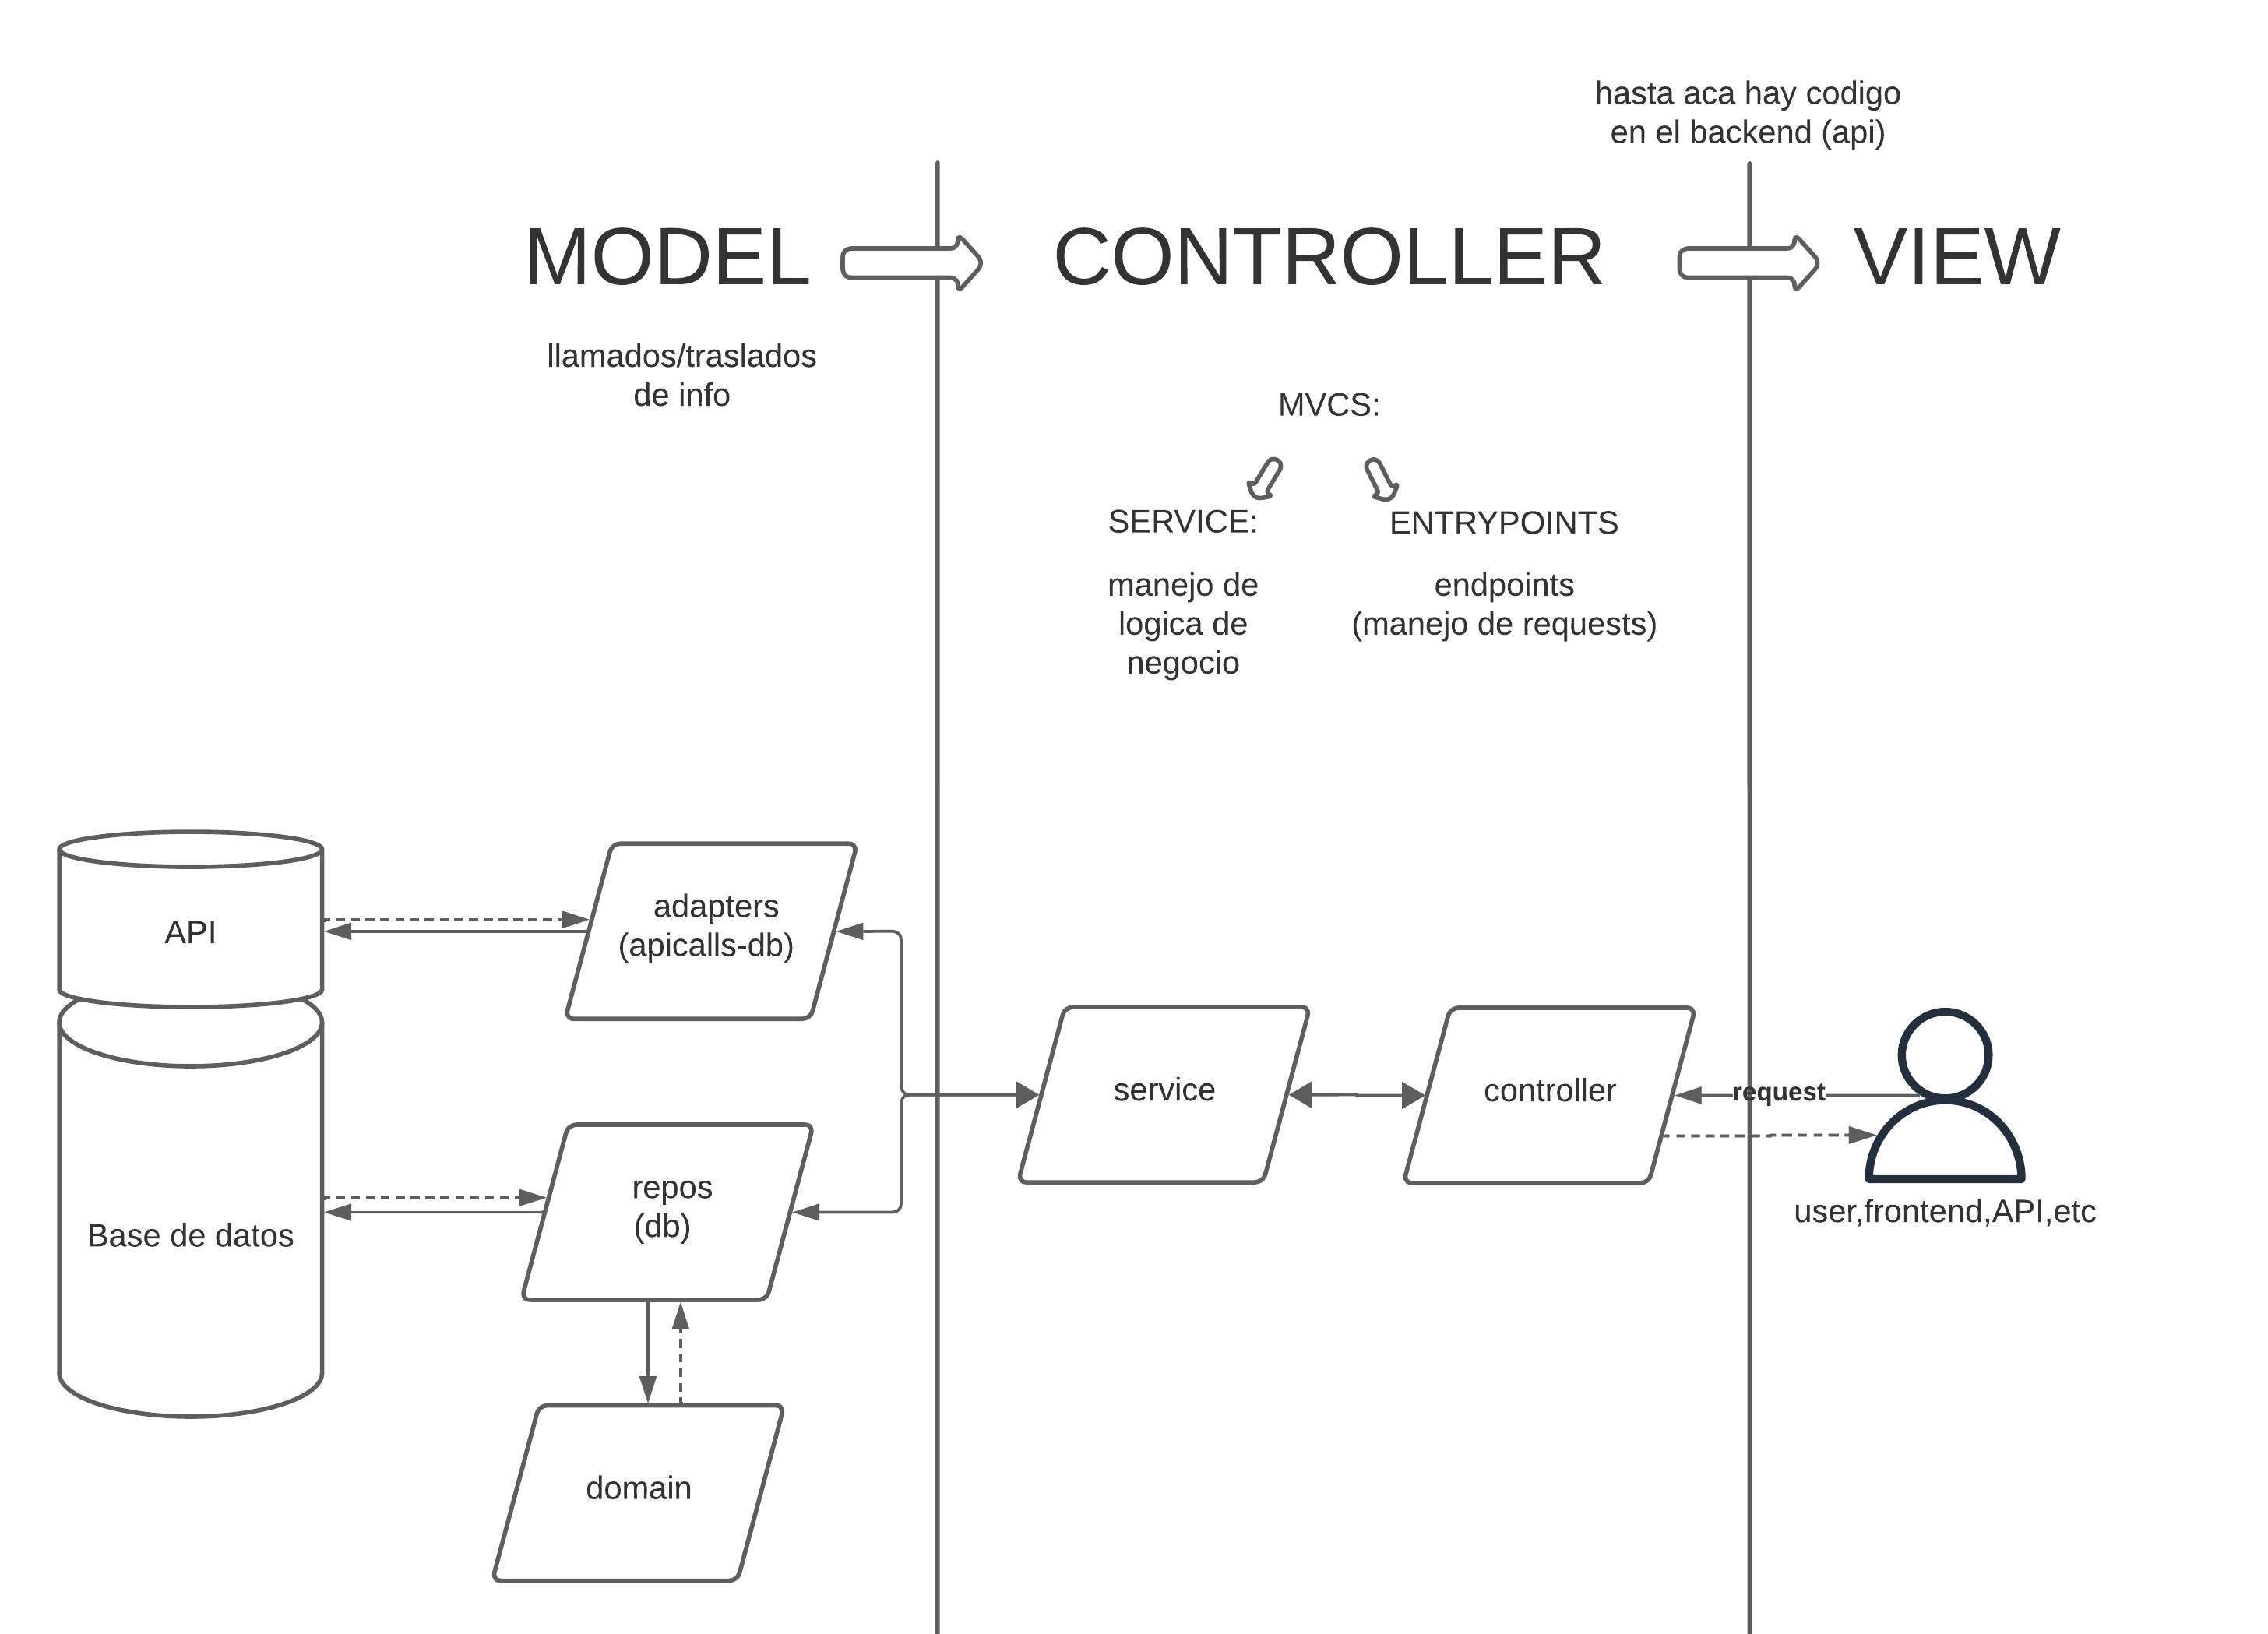 hasta aca hay codigo
en el backend (api)
MODEL
CONTROLLER
VIEW
llamados/traslados
de info
MVCS:
SERVICE:
manejo de
logica de
negocio
ENTRYPOINTS
endpoints
(manejo de requests)
API
adapters
(apicalls-db)
Base de datos
repos
(db)
domain
service
controller
request
user,frontend,API,etc